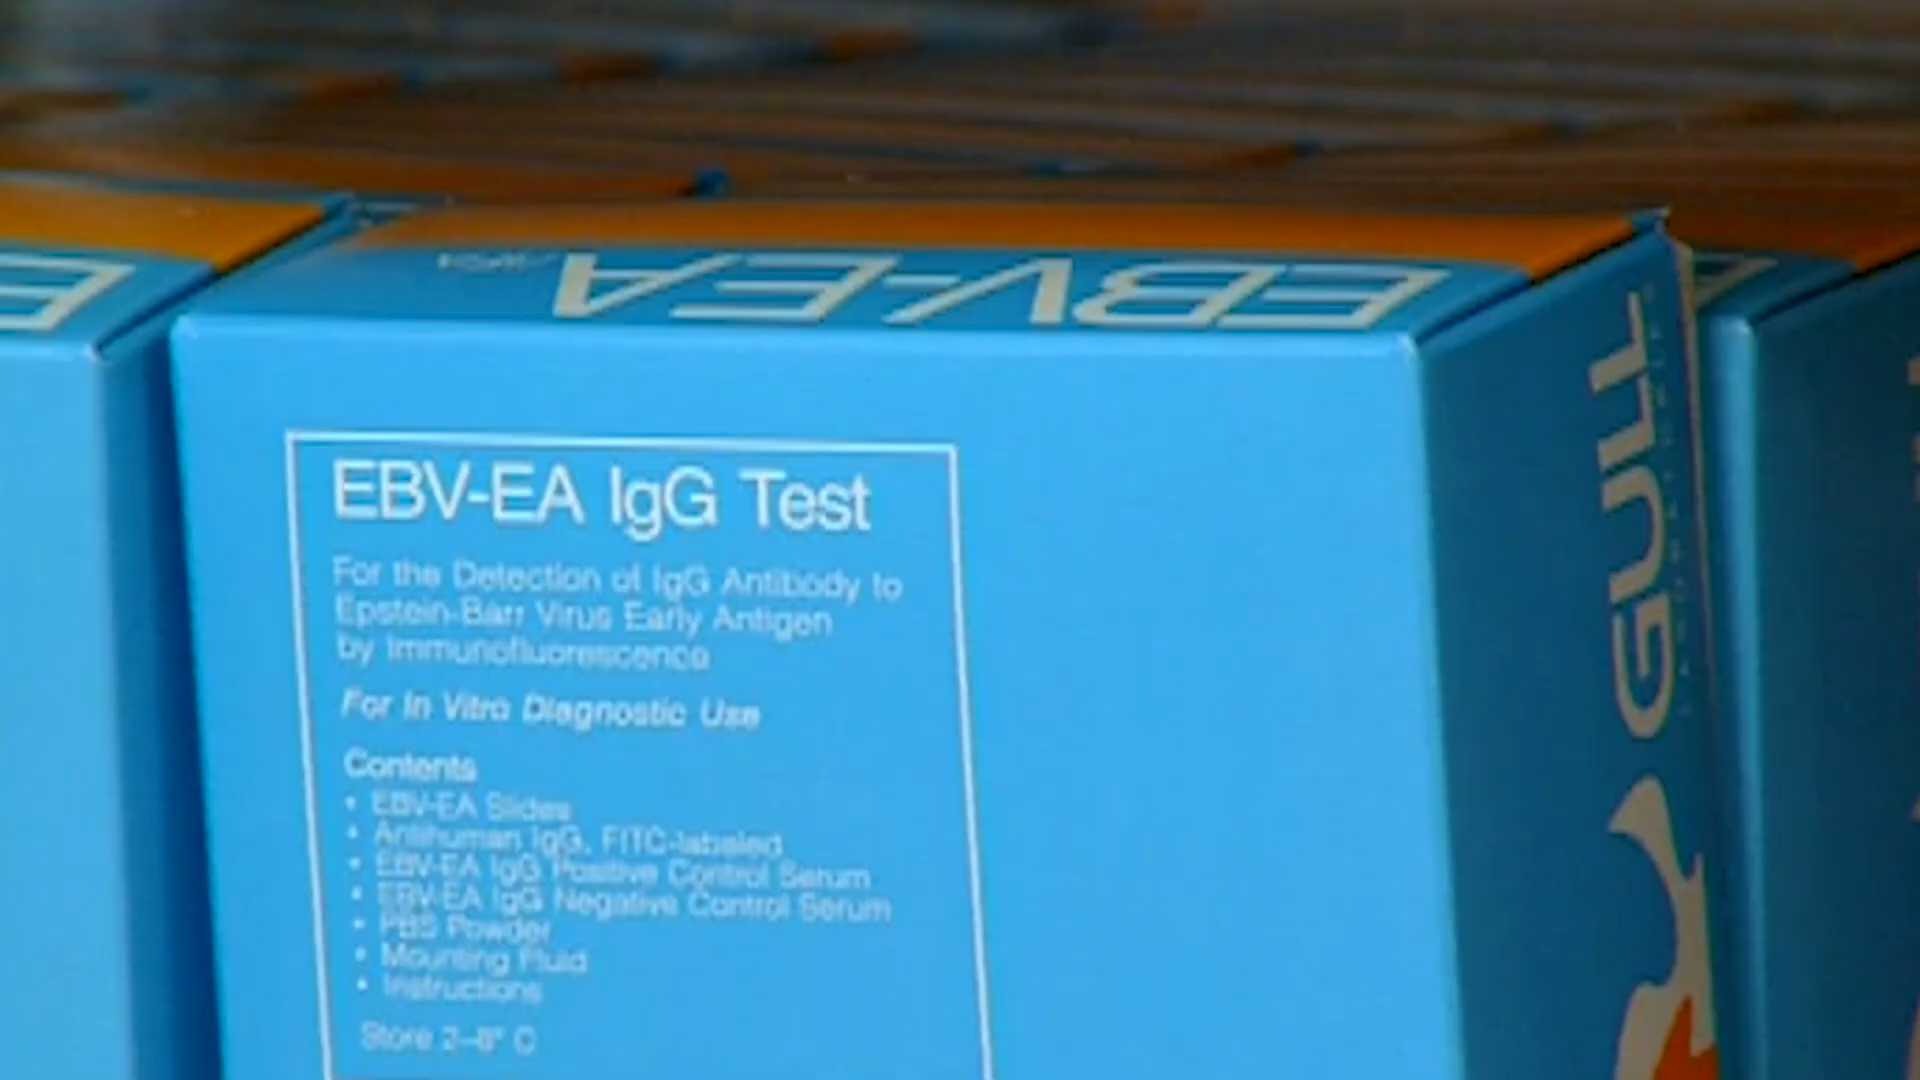 EBV-EA
EBV-EA IgG Test
For the Detection of IgG Antibody to
Epstein-Barr Virus Early Antigen
by Immunofluorescence
For In Vitro Diagnostic Use
Contents
• EBV-EA Slides
• Antihuman IgG, FITC-labeled
• EBV-EA IgG Positive Control Serum
• EBV-EA IgG Negative Control Serum
• PBS Powder
• Mounting Fluid
• Instructions
Store 2–8° C
GULL